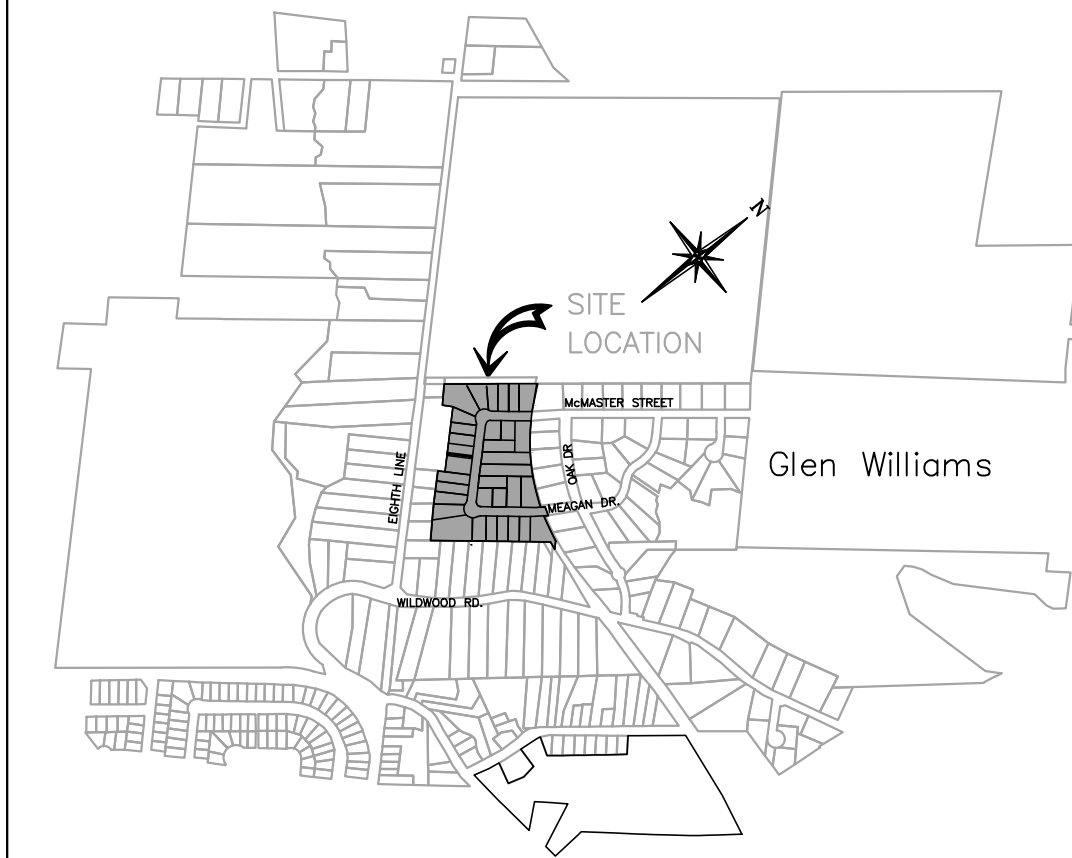 N
SITE
LOCATION
McMASTER STREET
OAK DR
EIGHTH LINE
Glen Williams
MEAGAN DR.
WILDWOOD RD.